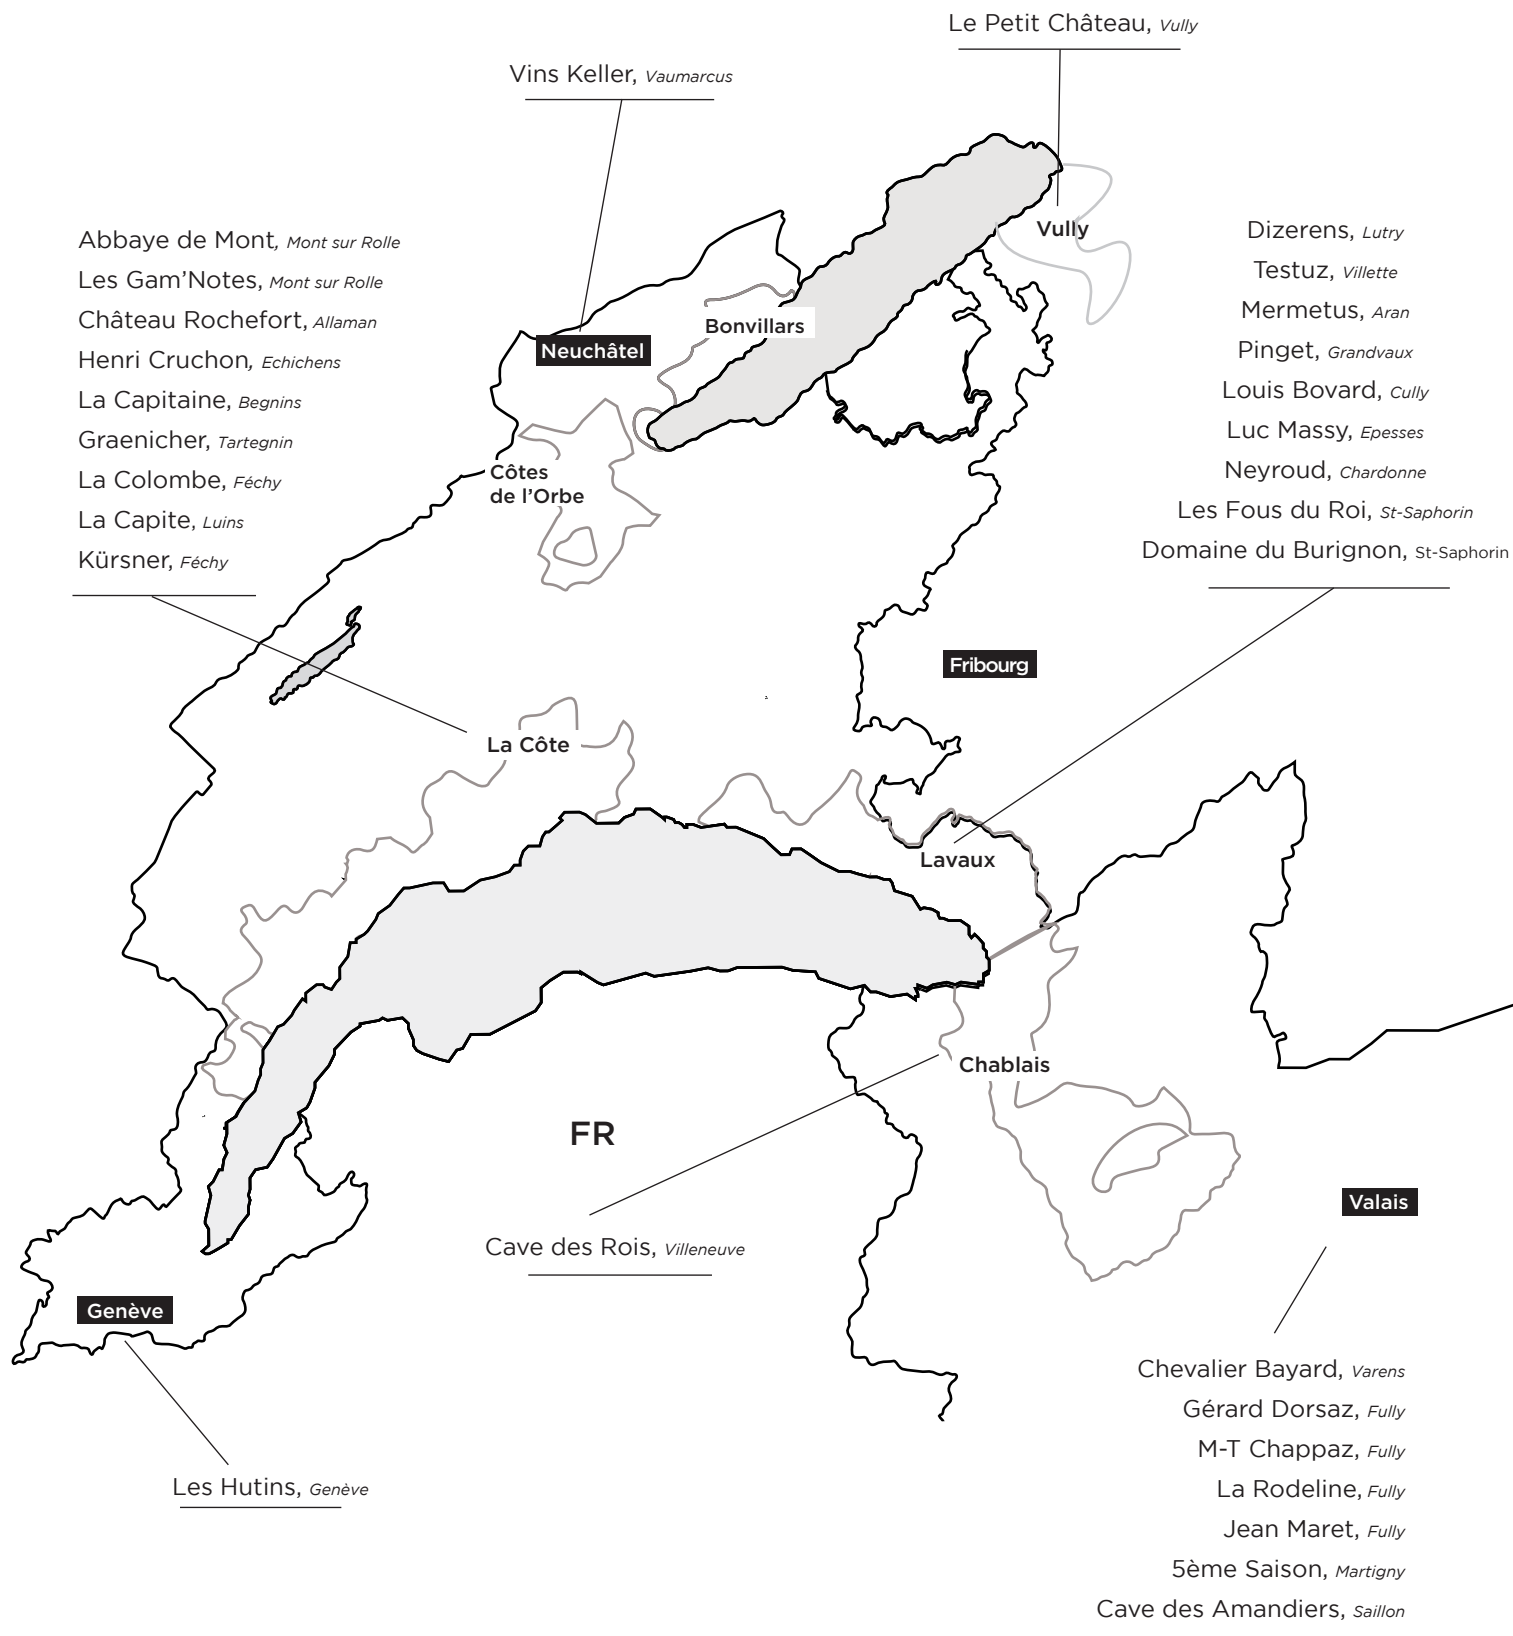 Le Petit Château, Vully
Vins Keller, Vaumarcus
Abbaye de Mont, Mont sur Rolle
Les Gam'Notes, Mont sur Rolle
Château Rochefort, Allaman
Henri Cruchon, Echichens
La Capitaine, Begnins
Graenicher, Tartegnin
La Colombe, Féchy
La Capite, Luins
Kürsner, Féchy
Vully
Dizerens, Lutry
Testuz, Villette
Mermetus, Aran
Pinget, Grandvaux
Louis Bovard, Cully
Luc Massy, Epesses
Neyroud, Chardonne
Les Fous du Roi, St-Saphorin
Domaine du Burignon, St-Saphorin
Bonvillars
Neuchâtel
Côtes
de l'Orbe
Fribourg
La Côte
Lavaux
Chablais
FR
Valais
Cave des Rois, Villeneuve
Genève
Les Hutins, Genève
Chevalier Bayard, Varens
Gérard Dorsaz, Fully
M-T Chappaz, Fully
La Rodeline, Fully
Jean Maret, Fully
5ème Saison, Martigny
Cave des Amandiers, Saillon